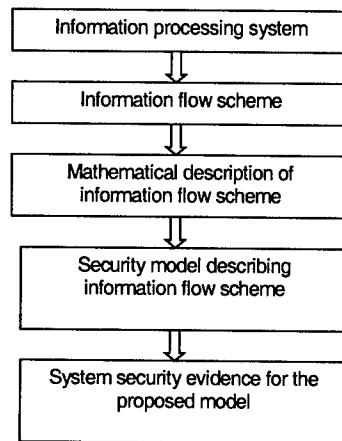 Information processing system
Information flow scheme
Mathematical description of
information flow scheme
Security model describing
information flow scheme
System security evidence for the
proposed model